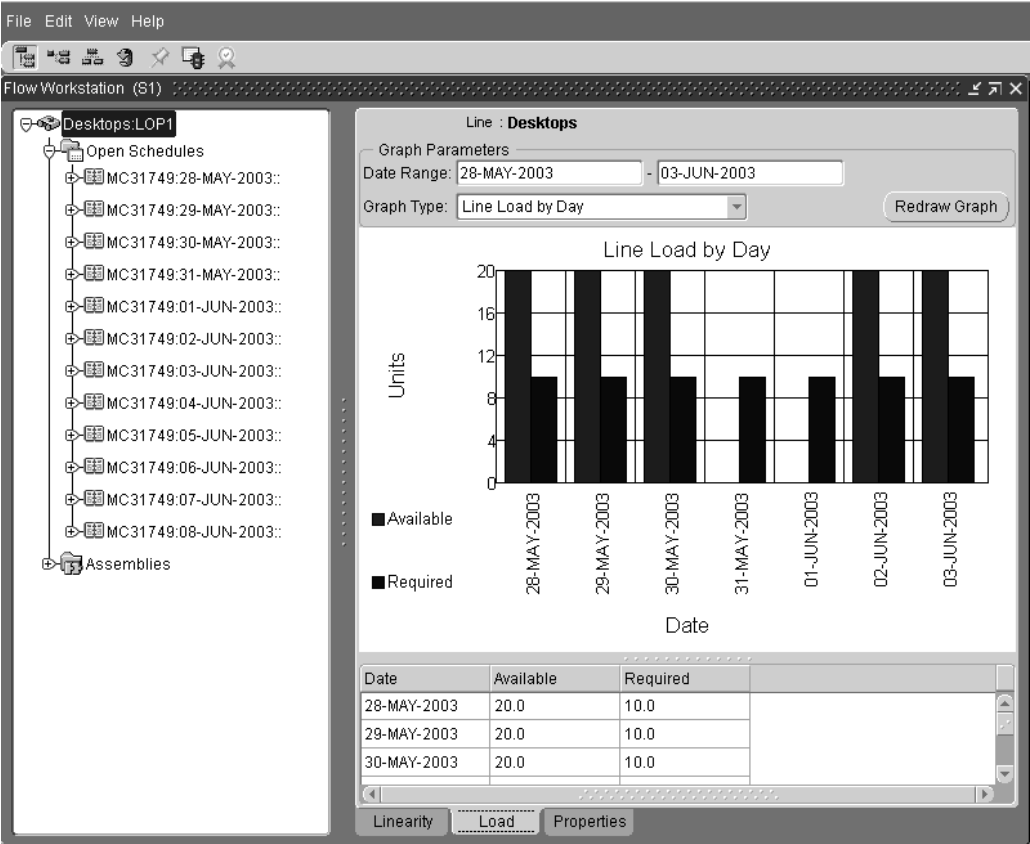 File Edit View Help
Flow Workstation (S1)
Desktops:LOP1
Open Schedules
MC31749:28-MAY-2003::
MC31749:29-MAY-2003::
MC31749:30-MAY-2003::
MC31749:31-MAY-2003::
MC31749:01-JUN-2003::
MC31749:02-JUN-2003::
MC31749:03-JUN-2003::
MC31749:04-JUN-2003::
MC31749:05-JUN-2003::
MC31749:06-JUN-2003::
MC31749:07-JUN-2003::
MC31749:08-JUN-2003::
Assemblies
Line : Desktops
Graph Parameters
Date Range: 28-MAY-2003 - 03-JUN-2003
Graph Type: Line Load by Day Redraw Graph
Line Load by Day
Units
20
16
12
8
4
0
Available
Required
28-MAY-2003
29-MAY-2003
30-MAY-2003
31-MAY-2003
01-JUN-2003
02-JUN-2003
03-JUN-2003
Date
Date Available Required
28-MAY-2003 20.0 10.0
29-MAY-2003 20.0 10.0
30-MAY-2003 20.0 10.0
Linearity Load Properties